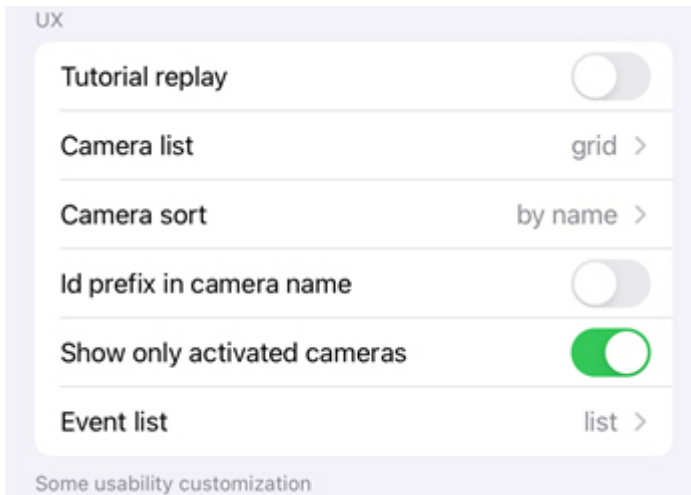 UX
Tutorial replay
Camera list grid >
Camera sort by name >
Id prefix in camera name
Show only activated cameras
Event list list >
Some usability customization